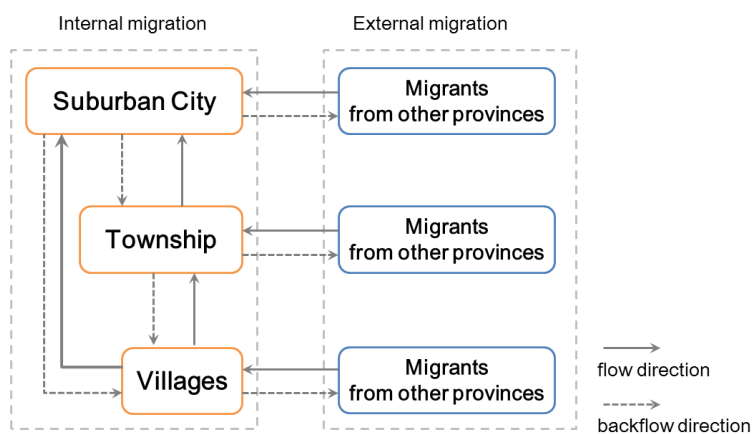 Internal migration
External migration
Suburban City
Migrants
from other provinces
Township
Migrants
from other provinces
Villages
Migrants
from other provinces
flow direction
backflow direction